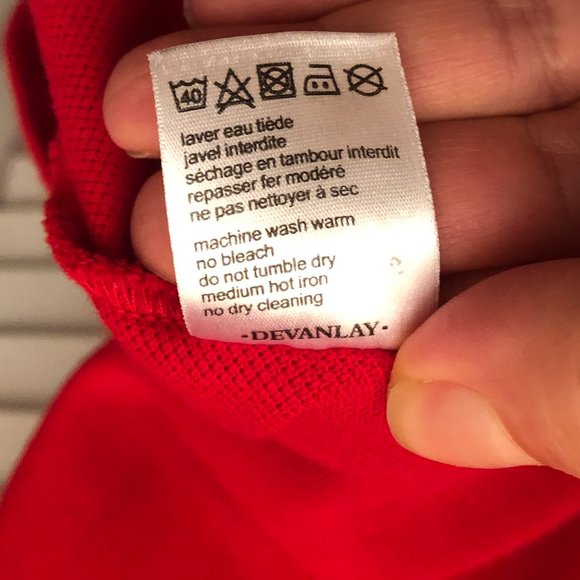 40
laver eau tiède
javel interdite
séchage en tambour interdit
repasser fer modéré
ne pas nettoyer à sec
machine wash warm
no bleach
do not tumble dry
medium hot iron
no dry cleaning
-DEVANLAY-